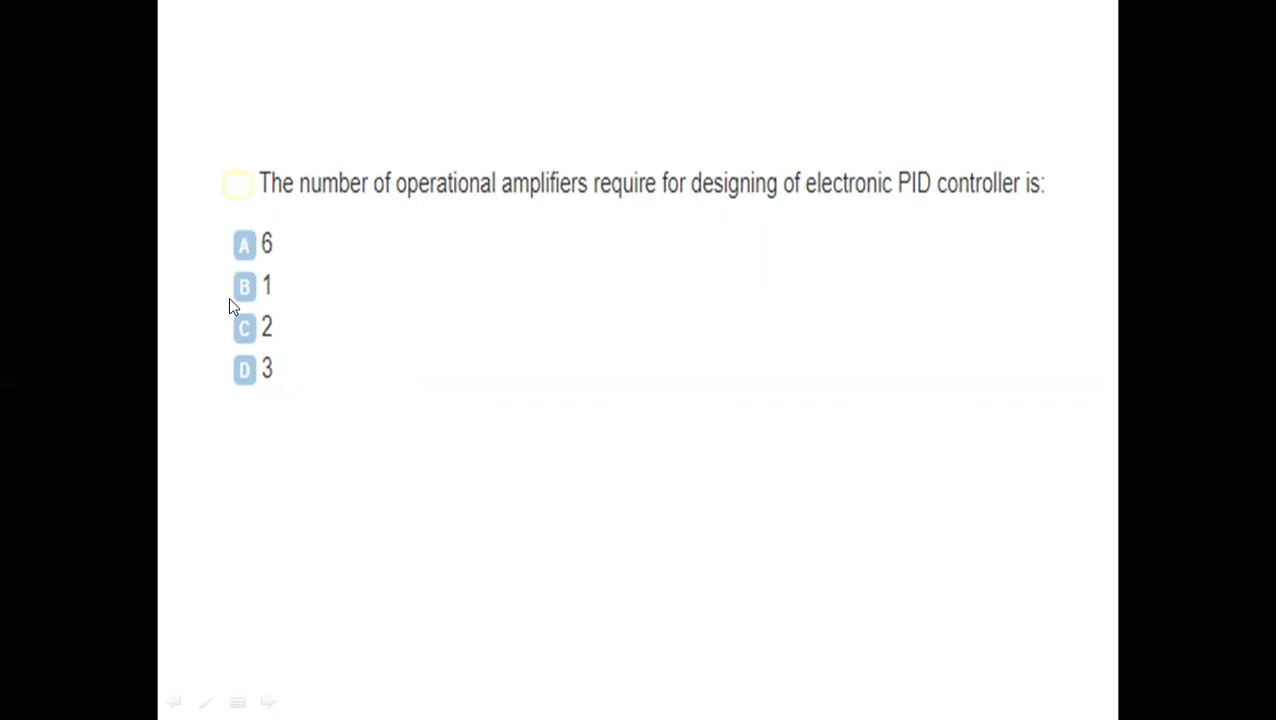 The number of operational amplifiers require for designing of electronic PID controller is:
A 6
B 1
C 2
D 3